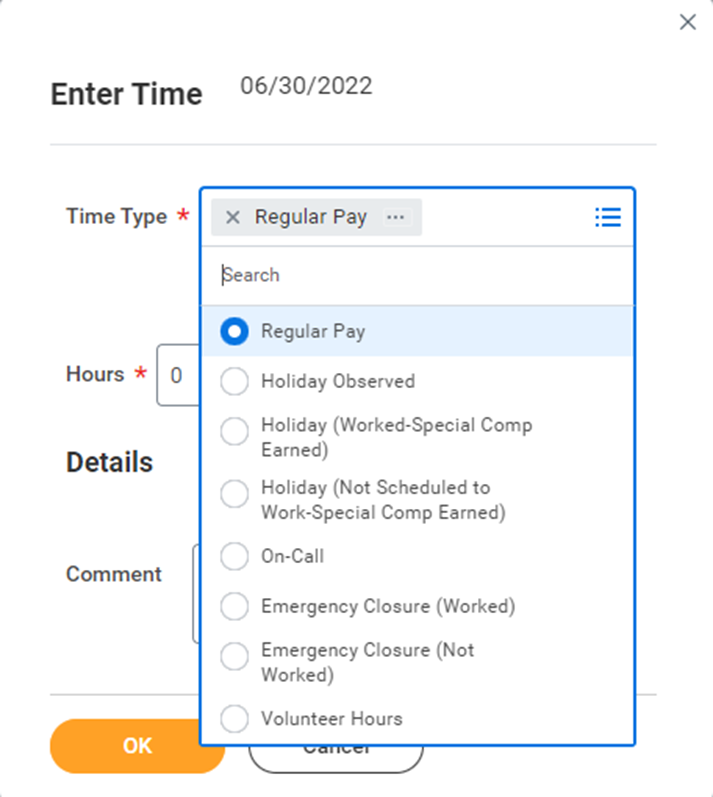 Enter Time 06/30/2022
Time Type * × Regular Pay ...
Search
Regular Pay
Hours * 0
Holiday Observed
Holiday (Worked-Special Comp
Earned)
Details
Holiday (Not Scheduled to
Work-Special Comp Earned)
On-Call
Comment
Emergency Closure (Worked)
Emergency Closure (Not
Worked)
Volunteer Hours
OK
Cancel